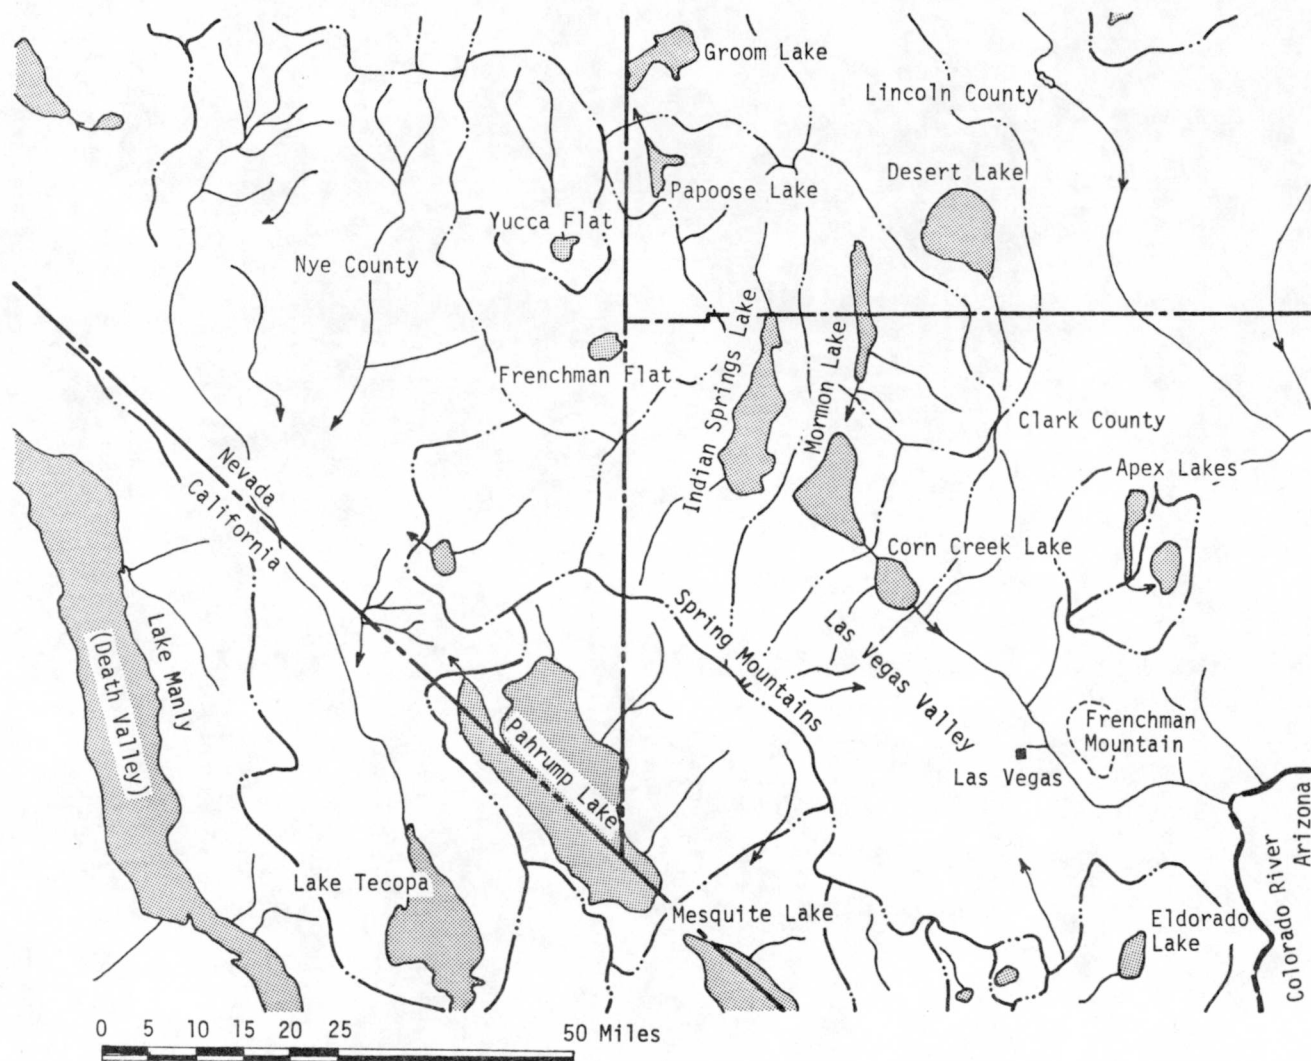 Groom Lake
Lincoln County
Desert Lake
Papoose Lake
Yucca Flat
Nye County
Indian Springs Lake
Mormon Lake
Frenchman Flat
Clark County
Apex Lakes
Nevada
California
Corn Creek Lake
Spring Mountains
Las Vegas Valley
Lake Manly
(Death Valley)
Pahrump Lake
Frenchman
Mountain
Las Vegas
Colorado River
Arizona
Lake Tecopa
Mesquite Lake
Eldorado
Lake
0 5 10 15 20 25 50 Miles